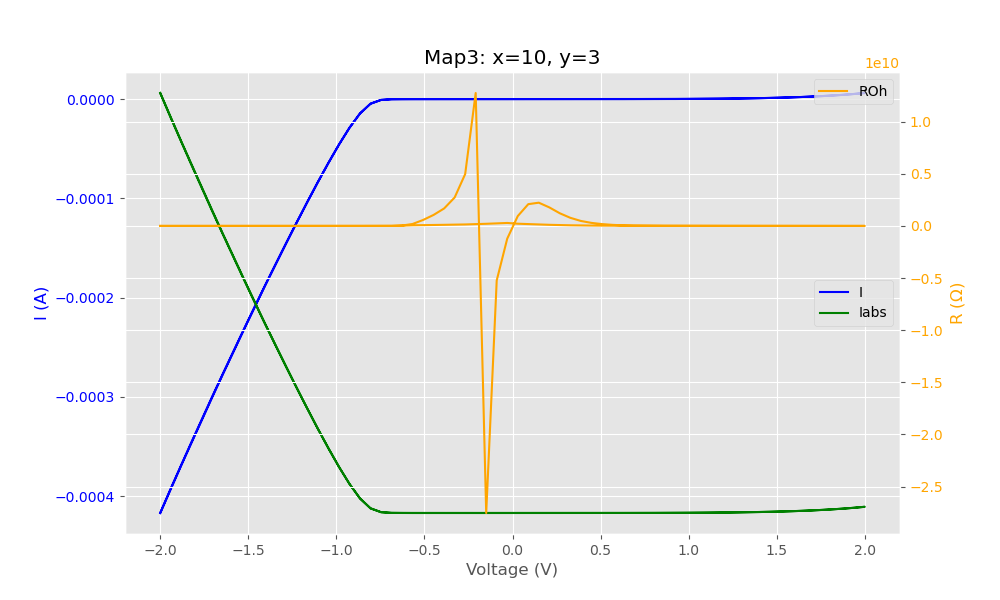 Map3: x=10, y=3
1e10
ROh
0.0000
−0.0001
−0.0002
−0.0003
−0.0004
I (A)
1.0
0.5
0.0
−0.5
−1.0
−1.5
−2.0
−2.5
R (Ω)
I
Iabs
−2.0 −1.5 −1.0 −0.5 0.0 0.5 1.0 1.5 2.0
Voltage (V)